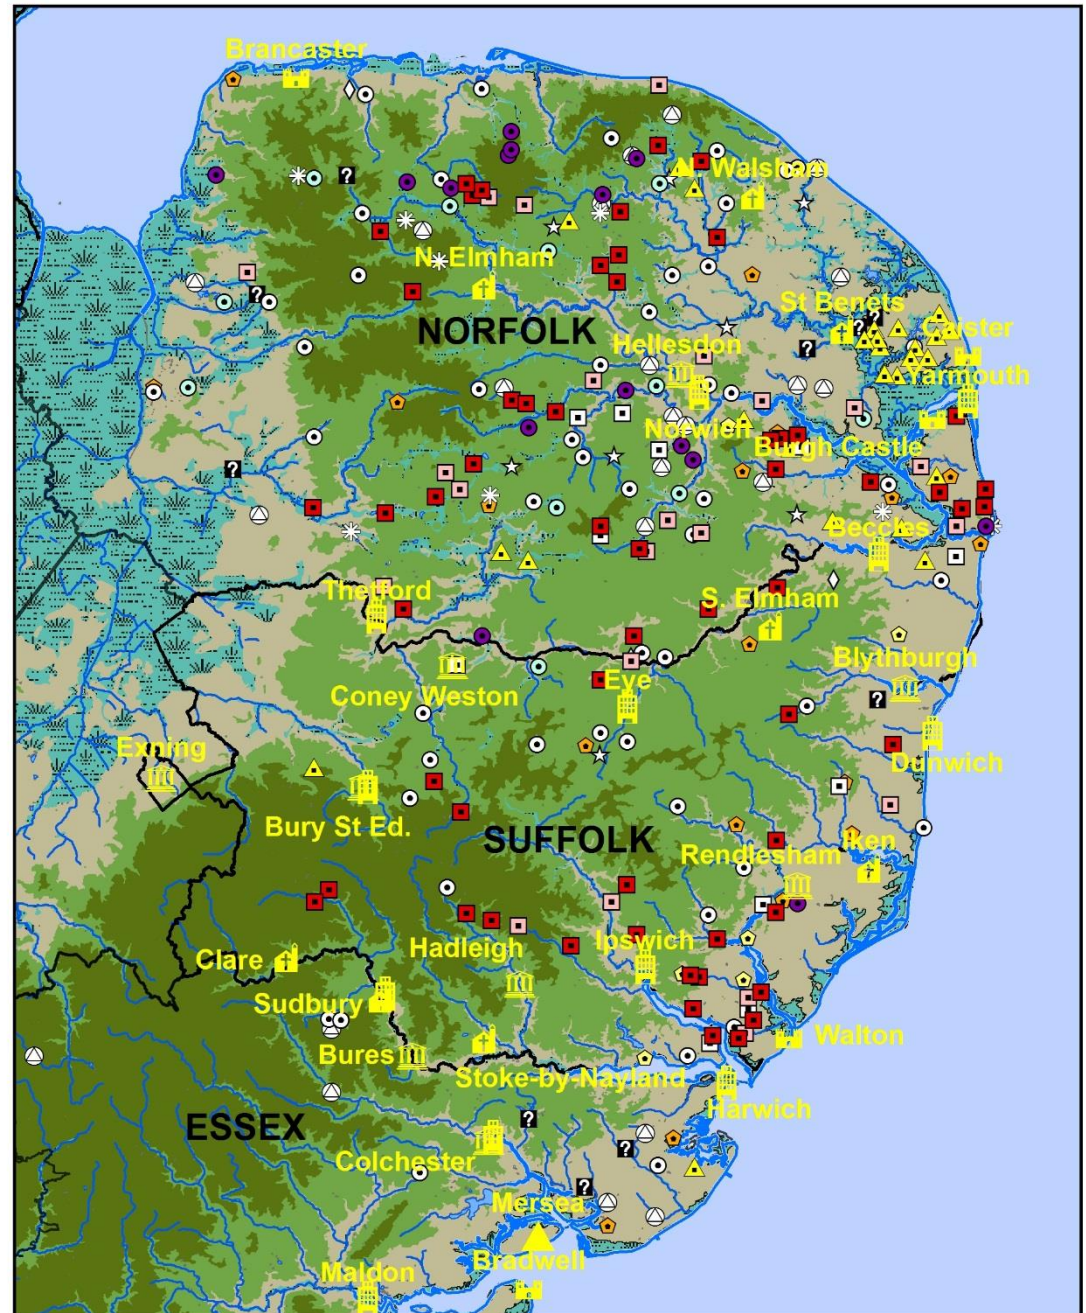 Brancaster
N. Walsham
N. Elmham
St Benets
NORFOLK
Caister
Hellesdon
Yarmouth
Norwich
Burgh Castle
Beccles
Thetford
S. Elmham
Blythburgh
Coney Weston
Eye
Exning
Dunwich
Bury St Ed.
SUFFOLK
Iken
Rendlesham
Hadleigh
Ipswich
Clare
Sudbury
Walton
Bures
Stoke-by-Nayland
Harwich
ESSEX
Colchester
Mersea
Bradwell
Maldon
?
?
?
?
?
?
?
?
?
?